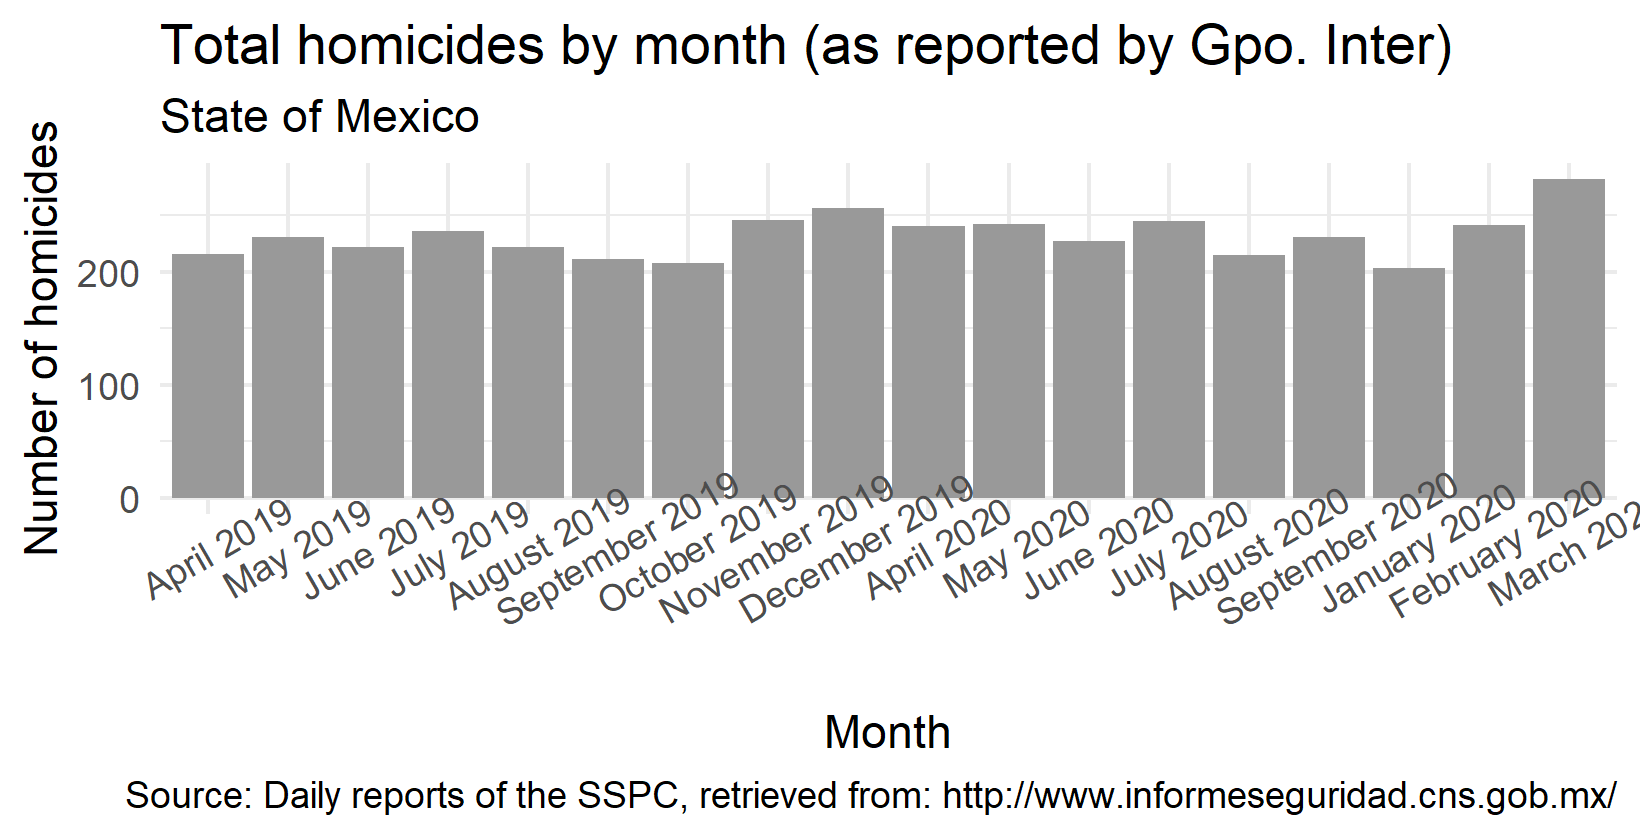 Total homicides by month (as reported by Gpo. Inter)
State of Mexico
Number of homicides
200
100
0
April 2019
May 2019
June 2019
July 2019
August 2019
September 2019
October 2019
November 2019
December 2019
April 2020
May 2020
June 2020
July 2020
August 2020
September 2020
January 2020
February 2020
March 202
Month
Source: Daily reports of the SSPC, retrieved from: http://www.informeseguridad.cns.gob.mx/